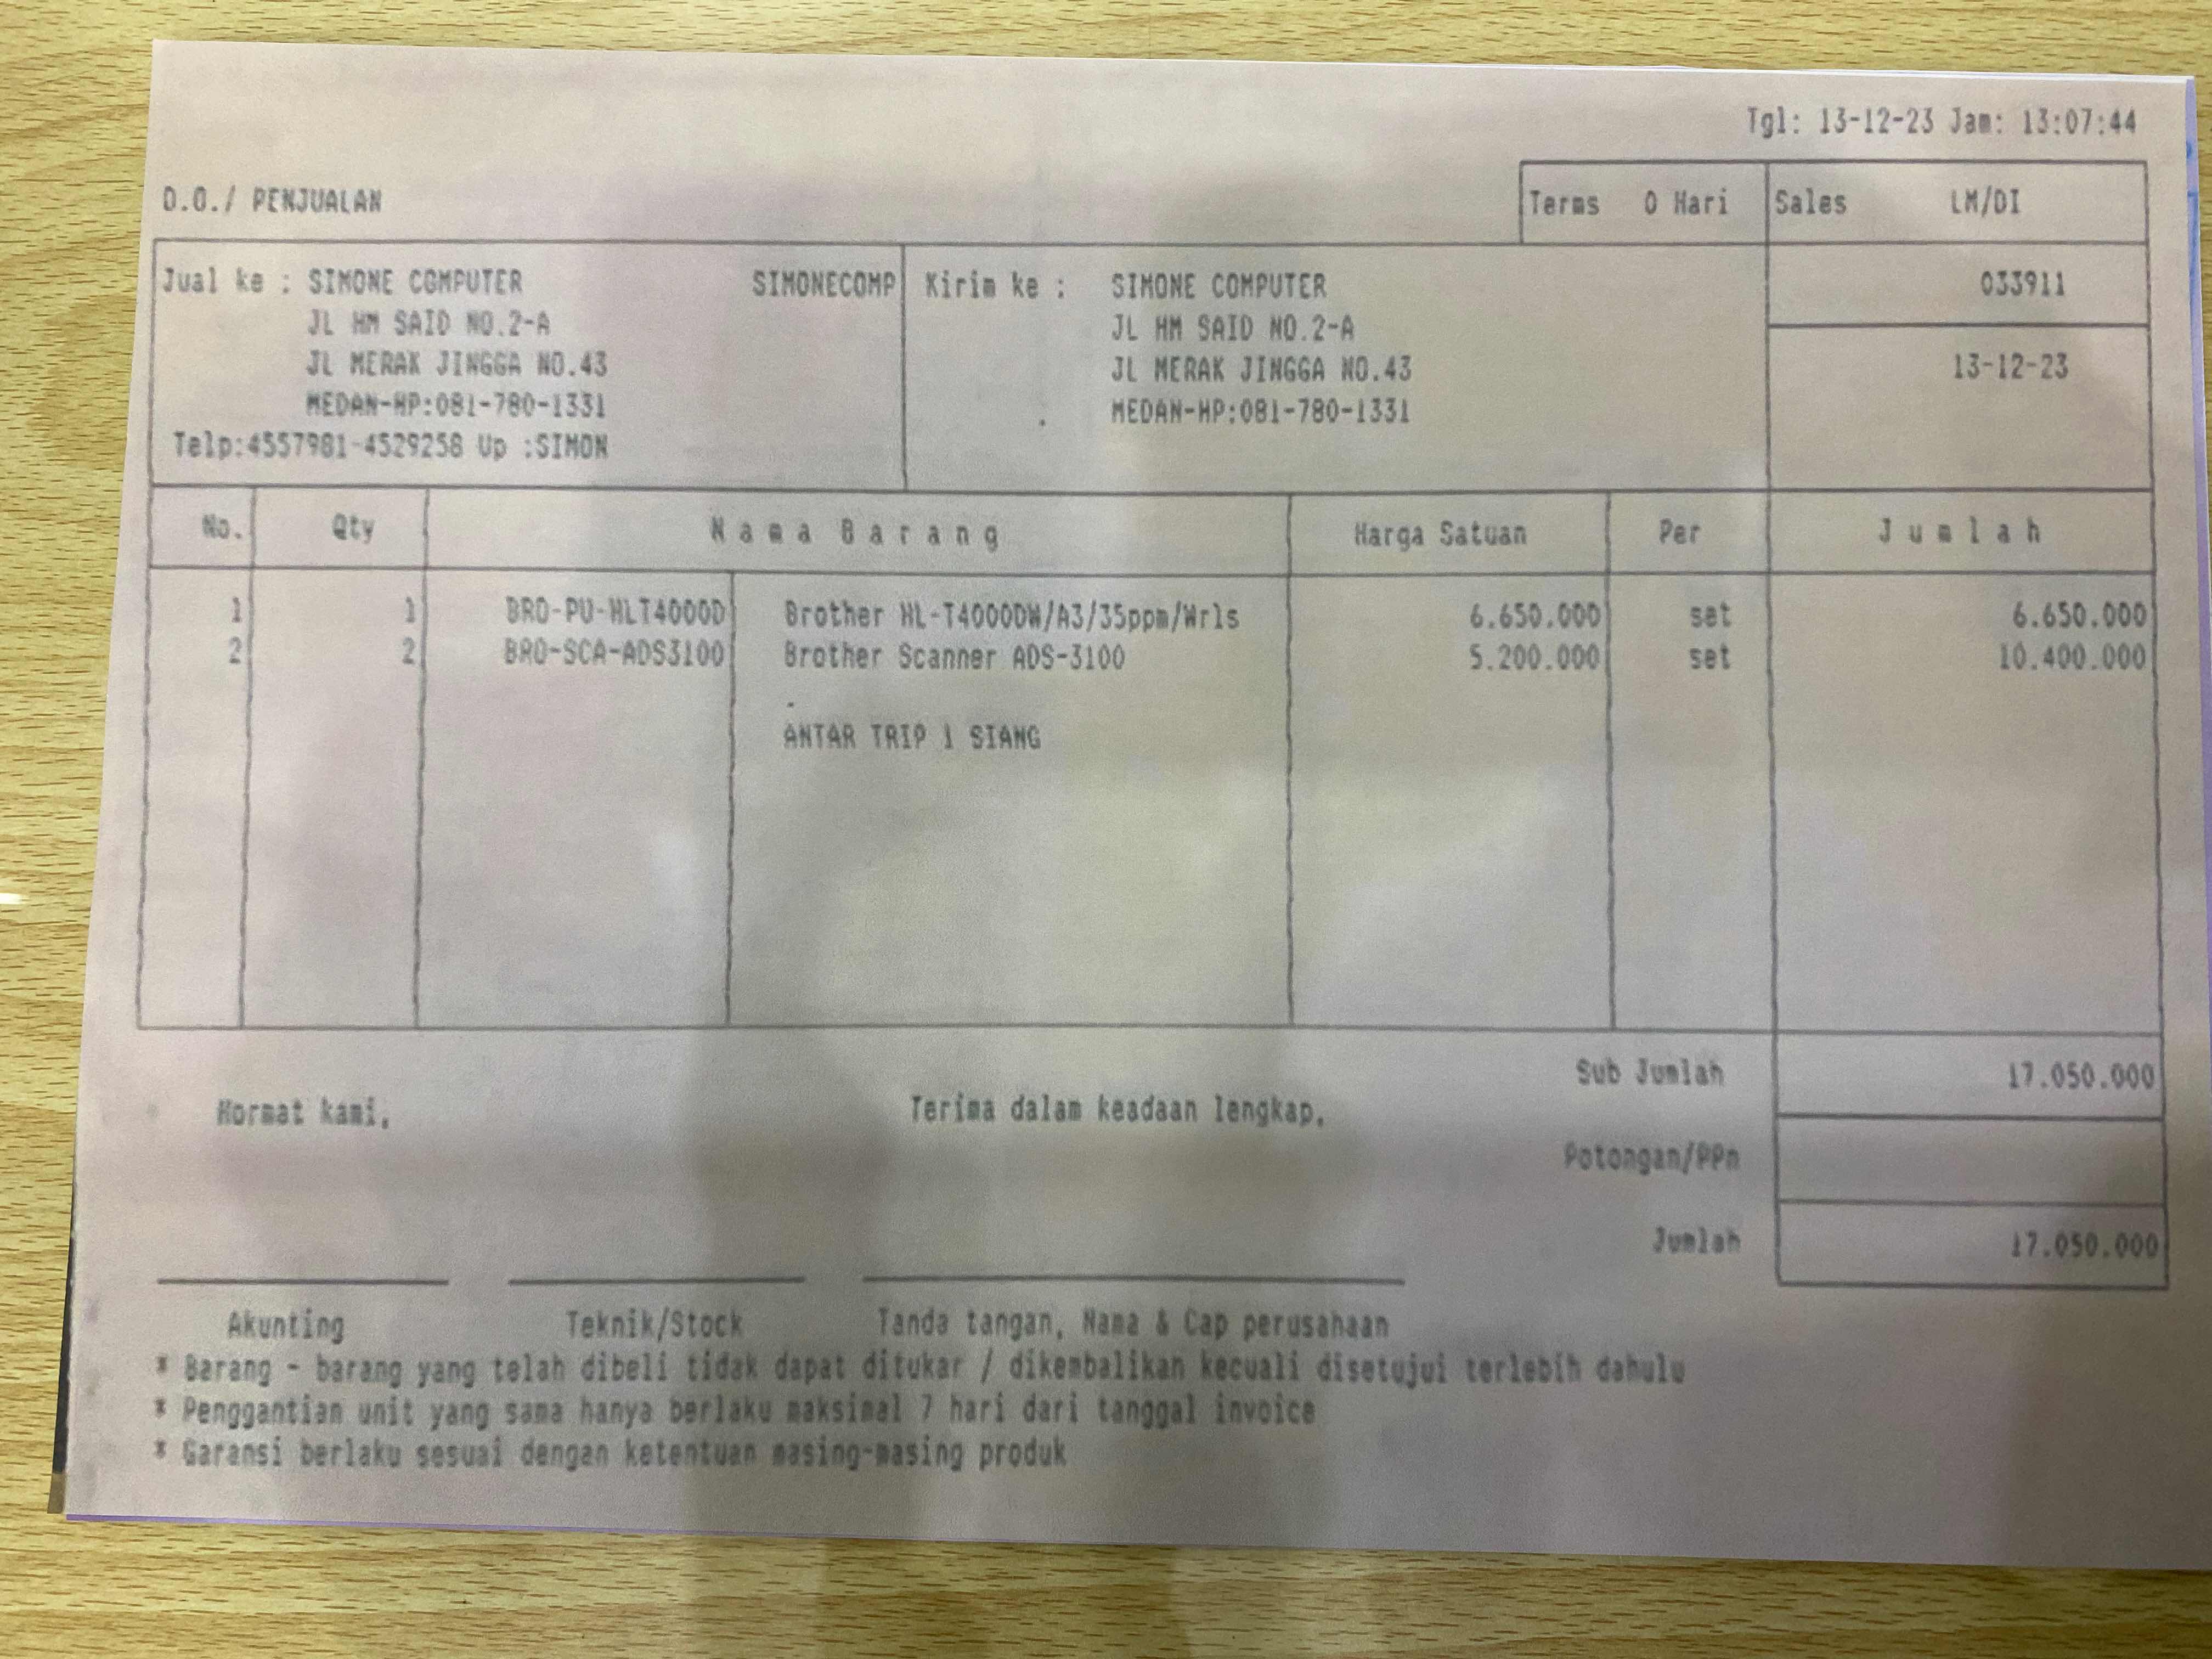 Tgl: 13-12-23 Jam: 13:07:44
D.O./ PENJUALAN
Terms 0 Hari Sales LM/DI
Jual ke : SIMONE COMPUTER SIMONECOMP Kirim ke : SIMONE COMPUTER 033911
JL HM SAID NO.2-A JL HM SAID NO.2-A
JL MERAK JINGGA NO.43 JL MERAK JINGGA NO.43 13-12-23
MEDAN-HP:081-780-1331 MEDAN-HP:081-780-1331
Telp:4557981-4529258 Up :SIMON
No. Qty Nama Barang Harga Satuan Per Jumlah
1 1 BRO-PU-HLT4000D Brother HL-T4000DW/A3/35ppm/Wrls 6.650.000 set 6.650.000
2 2 BRO-SCA-ADS3100 Brother Scanner ADS-3100 5.200.000 set 10.400.000
.
ANTAR TRIP 1 SIANG
Sub Jumlah 17.050.000
Hormat kami, Terima dalam keadaan lengkap,
Potongan/PPn
Jumlah 17.050.000
Akunting Teknik/Stock Tanda tangan, Nama & Cap perusahaan
* Barang - barang yang telah dibeli tidak dapat ditukar / dikembalikan kecuali disetujui terlebih dahulu
* Penggantian unit yang sama hanya berlaku maksimal 7 hari dari tanggal invoice
* Garansi berlaku sesuai dengan ketentuan masing-masing produk